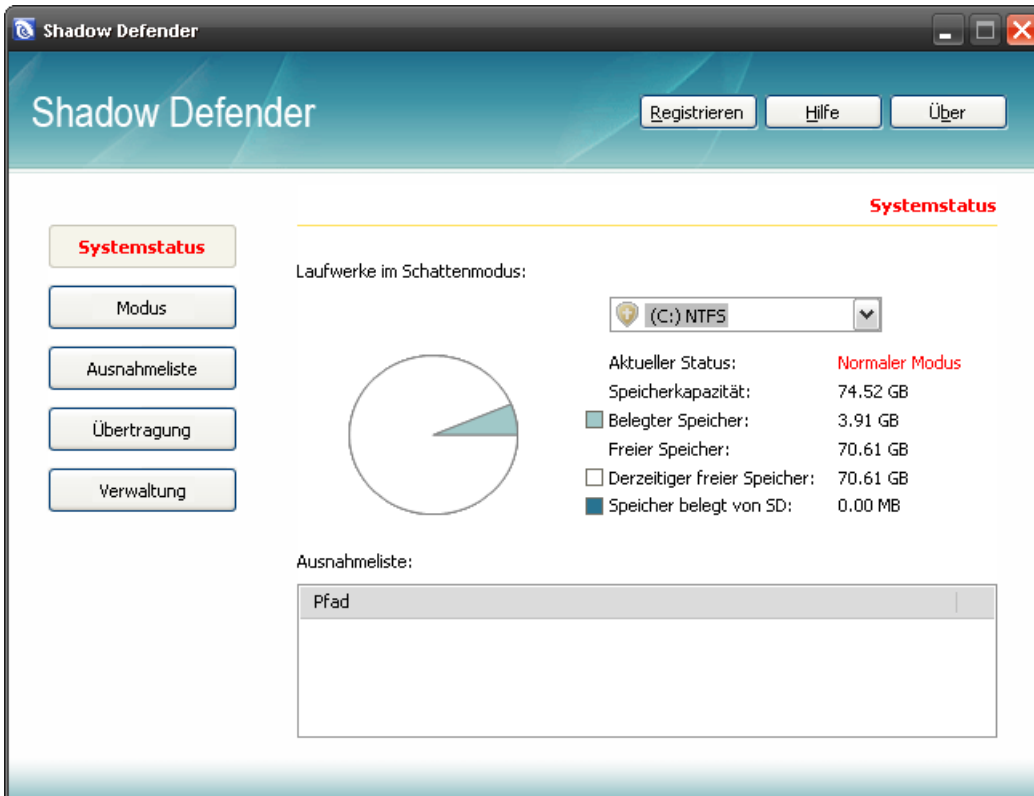 Shadow Defender
Shadow Defender
Registrieren
Hilfe
Über
Systemstatus
Systemstatus
Modus
Ausnahmeliste
Übertragung
Verwaltung
Laufwerke im Schattenmodus:
(C:) NTFS
Aktueller Status: Normaler Modus
Speicherkapazität: 74.52 GB
Belegter Speicher: 3.91 GB
Freier Speicher: 70.61 GB
Derzeitiger freier Speicher: 70.61 GB
Speicher belegt von SD: 0.00 MB
Ausnahmeliste:
Pfad